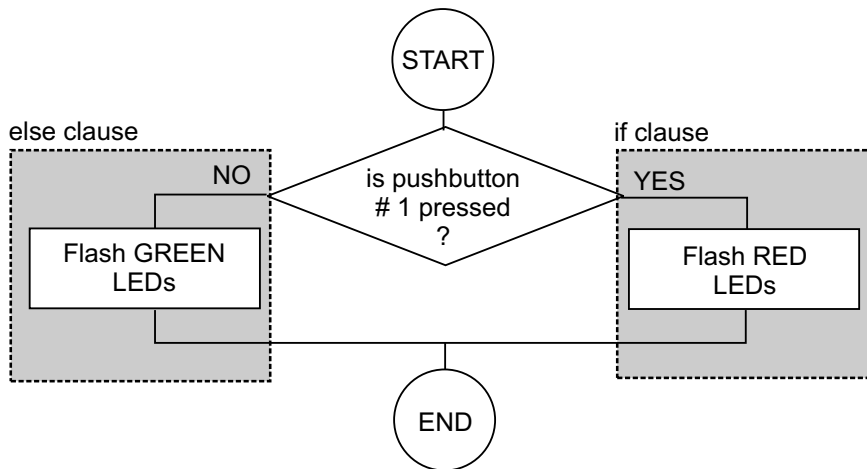 START
else clause
if clause
NO
is pushbutton
# 1 pressed
?
YES
Flash GREEN
LEDs
Flash RED
LEDs
END